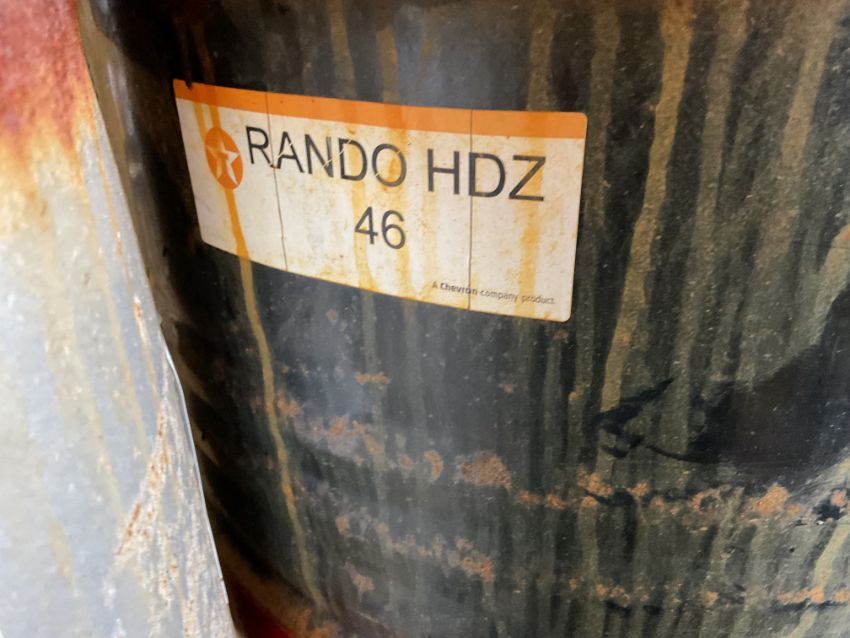 RANDO HDZ
46
A Chevron company product